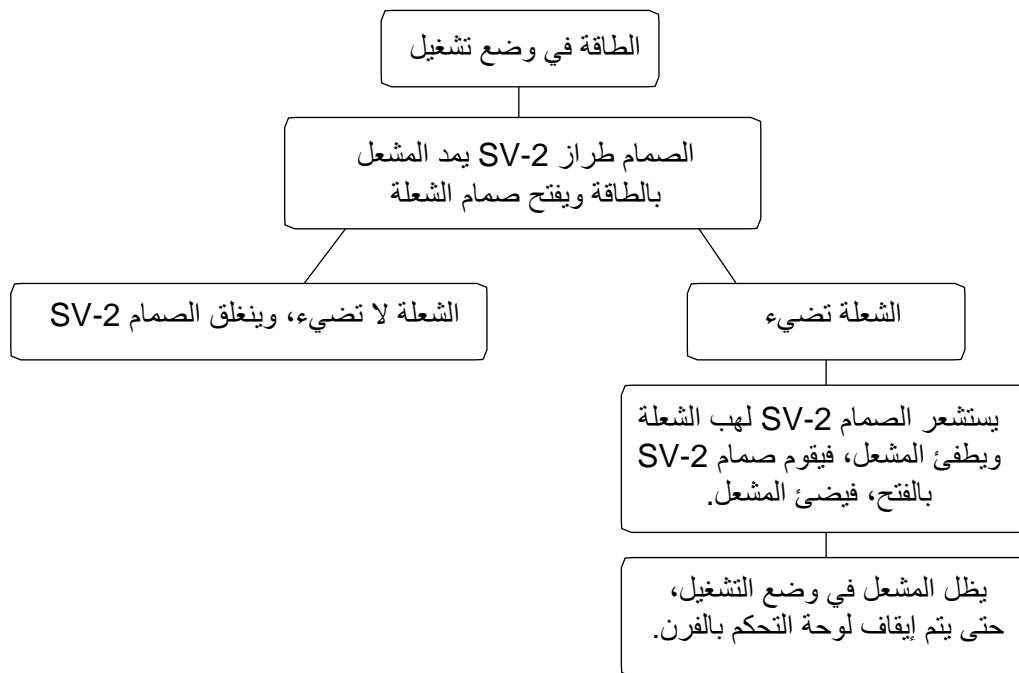 الطاقة في وضع تشغيل
الصمام طراز SV-2 يمد المشعل
بالطاقة ويفتح صمام الشعلة
الشعلة تضيء
الشعلة لا تضيء، وينغلق الصمام SV-2
يستشعر الصمام SV-2 لهب الشعلة
ويطفئ المشعل، فيقوم صمام SV-2
بالفتح، فيضئ المشعل.
يظل المشعل في وضع التشغيل،
حتى يتم إيقاف لوحة التحكم بالفرن.